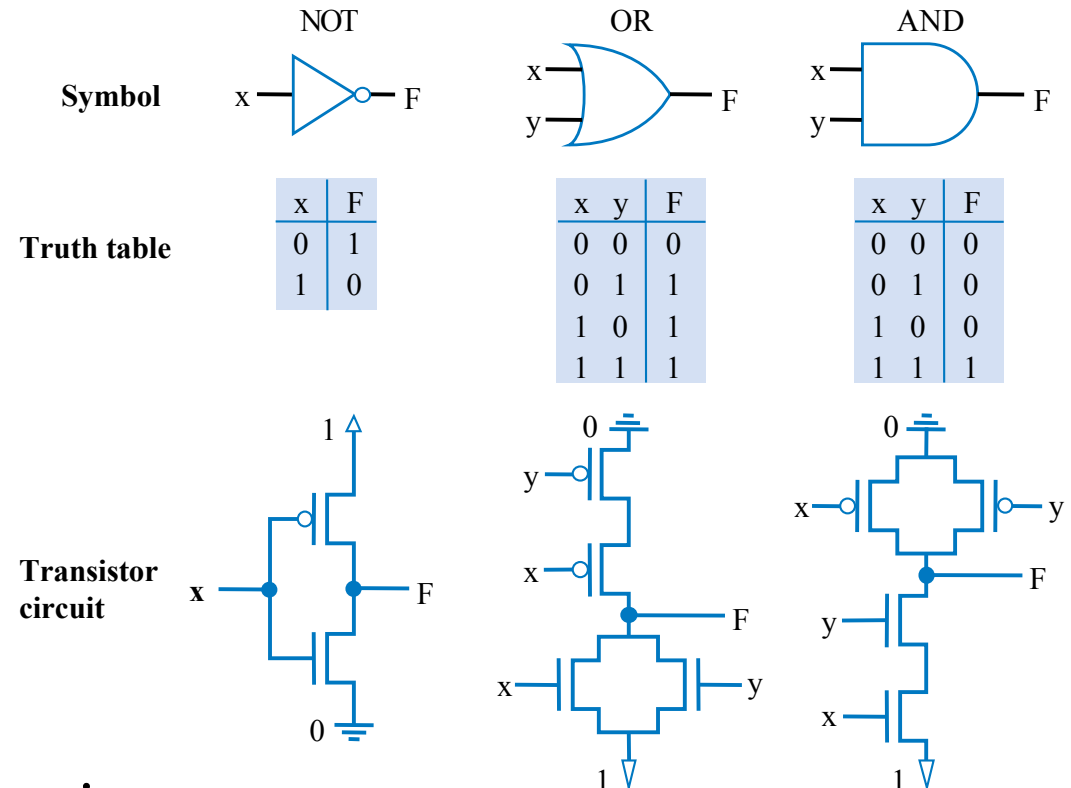 NOT OR AND
Symbol
x F
x y F
x y F
Truth table
x F
0 1
1 0
x y F
0 0 0
0 1 1
1 0 1
1 1 1
x y F
0 0 0
0 1 0
1 0 0
1 1 1
Transistor
circuit
1
x F
0
0
y
x
F
x y
1
0
x y
F
y
x
1